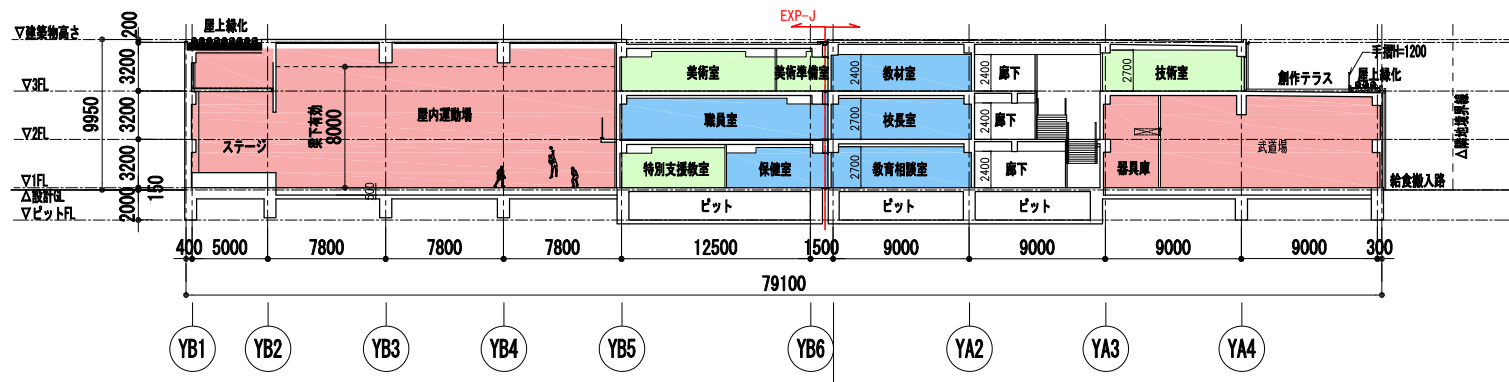 EXP-J
▽建築物高さ
200
屋上緑化
手摺H=1200
屋上緑化
創作テラス
3200
美術室
美術準備室
2400
教材室
2400
廊下
2700
技術室
▽3FL
9950
3200
屋内運動場
梁下有効
8000
職員室
2700
校長室
2400
廊下
▽2FL
ステージ
武道場
△隣地境界線
3200
特別支援教室
保健室
2700
教育相談室
2400
廊下
器具庫
▽1FL
150
給食搬入路
△設計GL
▽ピットFL
2000
ピット
ピット
ピット
400
5000
7800
7800
7800
12500
1500
9000
9000
9000
9000
300
79100
YB1
YB2
YB3
YB4
YB5
YB6
YA2
YA3
YA4